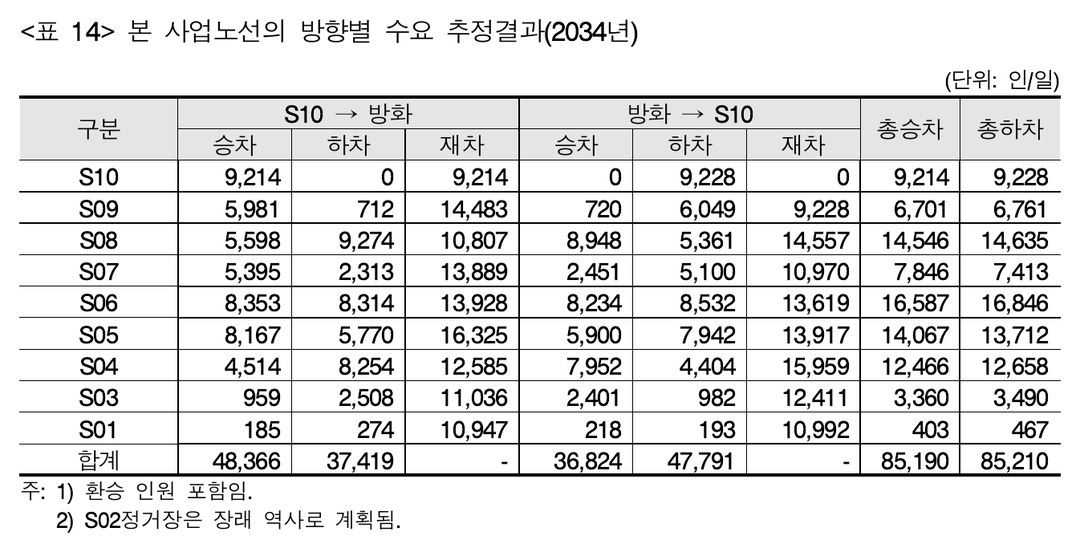 <표 14> 본 사업노선의 방향별 수요 추정결과(2034년)
(단위: 인/일)
구분 S10 → 방화 방화 → S10 총승차 총하차
승차 하차 재차 승차 하차 재차
S10 9,214 0 9,214 0 9,228 0 9,214 9,228
S09 5,981 712 14,483 720 6,049 9,228 6,701 6,761
S08 5,598 9,274 10,807 8,948 5,361 14,557 14,546 14,635
S07 5,395 2,313 13,889 2,451 5,100 10,970 7,846 7,413
S06 8,353 8,314 13,928 8,234 8,532 13,619 16,587 16,846
S05 8,167 5,770 16,325 5,900 7,942 13,917 14,067 13,712
S04 4,514 8,254 12,585 7,952 4,404 15,959 12,466 12,658
S03 959 2,508 11,036 2,401 982 12,411 3,360 3,490
S01 185 274 10,947 218 193 10,992 403 467
합계 48,366 37,419 - 36,824 47,791 - 85,190 85,210
주: 1) 환승 인원 포함임.
2) S02정거장은 장래 역사로 계획됨.